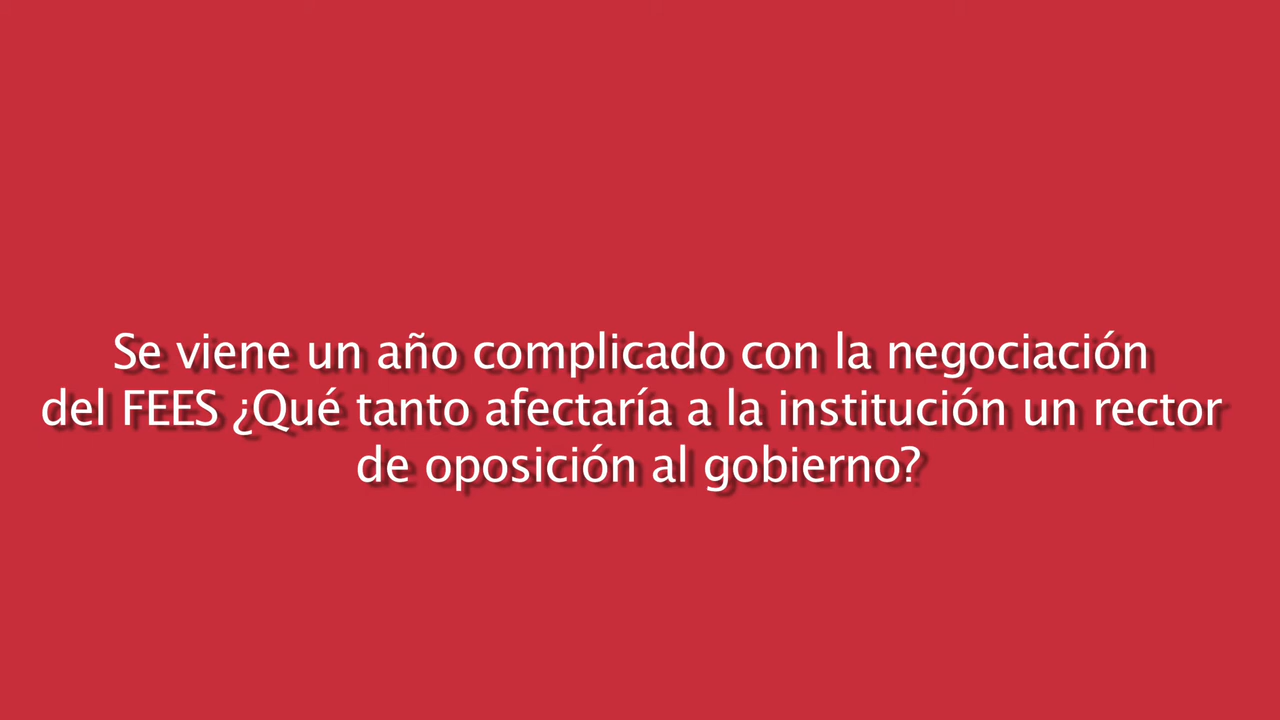 Se viene un año complicado con la negociación
del FEES ¿Qué tanto afectaría a la institución un rector
de oposición al gobierno?